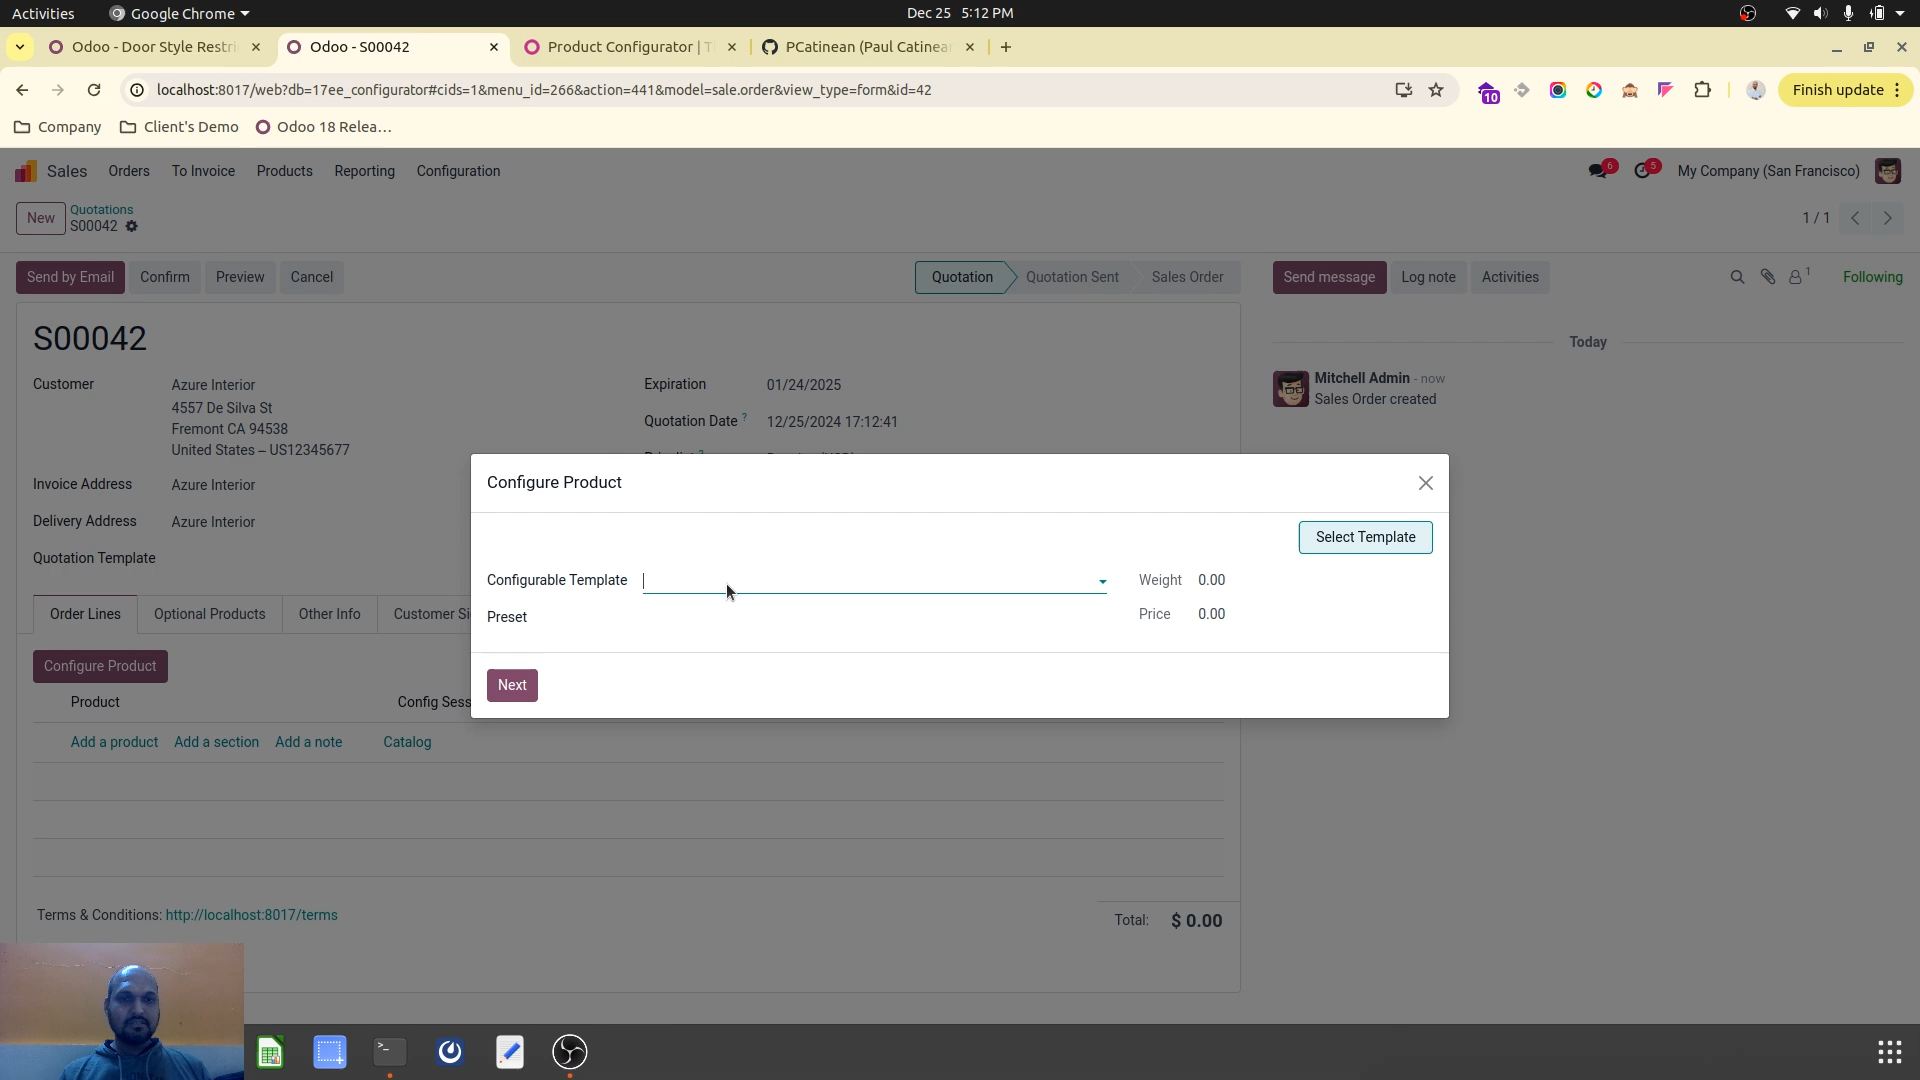 Activities
Google Chrome
Dec 25 5:12 PM
Odoo - Door Style Restri
Odoo - S00042
Product Configurator | T
PCatinean (Paul Catinea
localhost:8017/web?db=17ee_configurator#cids=1&menu_id=266&action=441&model=sale.order&view_type=form&id=42
10
Finish update
Company
Client's Demo
Odoo 18 Relea…
Sales
Orders
To Invoice
Products
Reporting
Configuration
6
5
My Company (San Francisco)
New
Quotations
S00042
1 / 1
Send by Email
Confirm
Preview
Cancel
Quotation
Quotation Sent
Sales Order
Send message
Log note
Activities
1
Following
S00042
Customer
Azure Interior
4557 De Silva St
Fremont CA 94538
United States – US12345677
Expiration
01/24/2025
Quotation Date ?
12/25/2024 17:12:41
Today
Mitchell Admin - now
Sales Order created
Invoice Address
Azure Interior
Delivery Address
Azure Interior
Quotation Template
Configure Product
Select Template
Configurable Template
Weight 0.00
Preset
Price 0.00
Next
Order Lines
Optional Products
Other Info
Customer Si
Configure Product
Product
Config Sess
Add a product
Add a section
Add a note
Catalog
Terms & Conditions: http://localhost:8017/terms
Total: $ 0.00